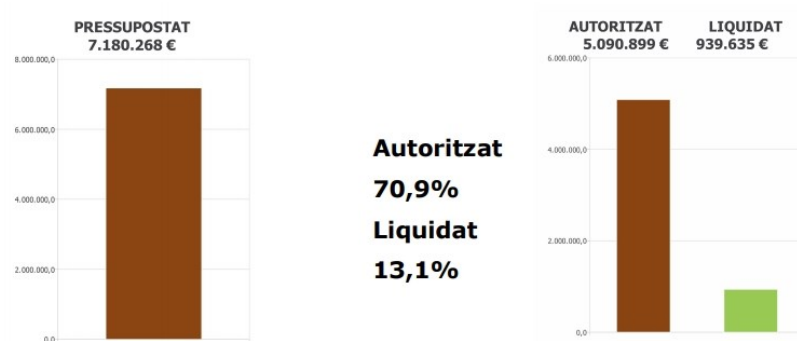 PRESSUPOSTAT
7.180.268 €
8.000.000,0
6.000.000,0
4.000.000,0
2.000.000,0
0,0
Autoritzat
70,9%
Liquidat
13,1%
AUTORITZAT LIQUIDAT
5.090.899 € 939.635 €
6.000.000,0
4.000.000,0
2.000.000,0
0,0